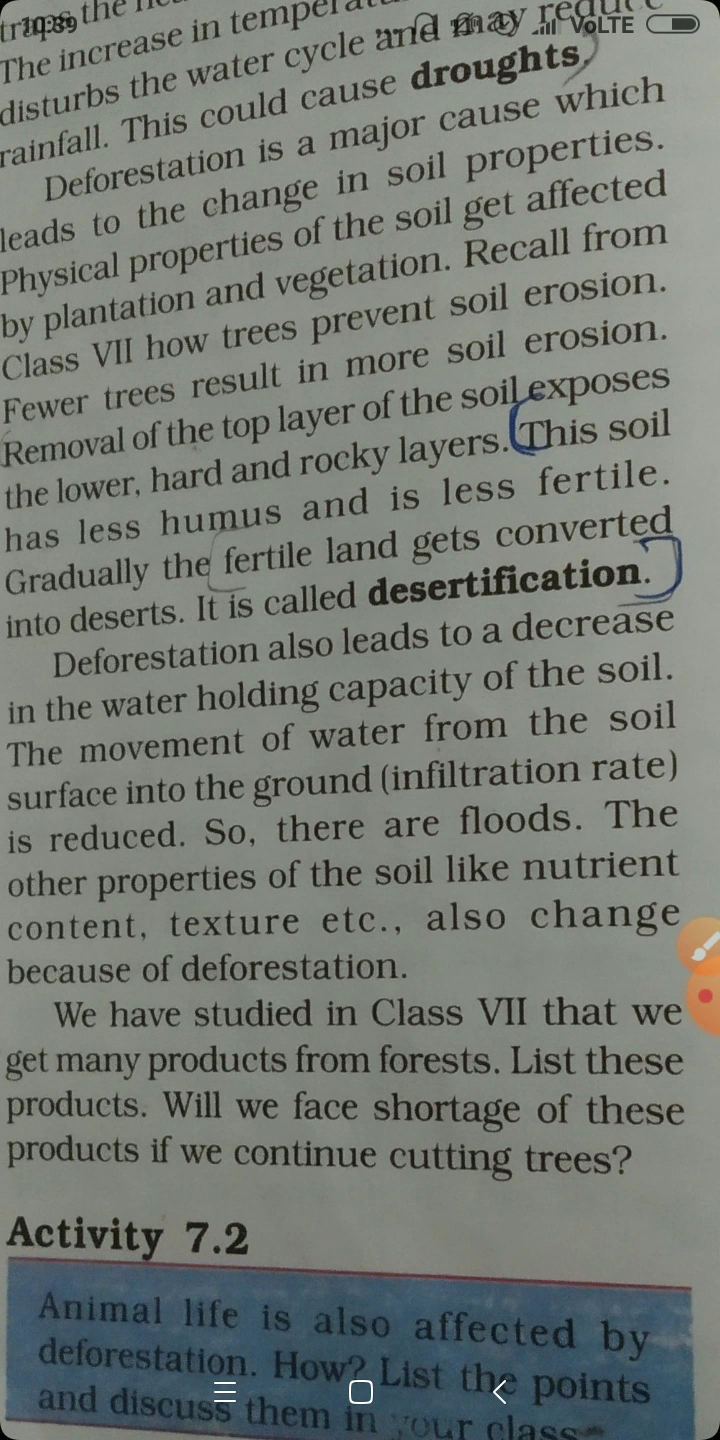 10:39
VoLTE
the
The increase in
disturbs the water cycle and may reduce
rainfall. This could cause droughts.
Deforestation is a major cause which
leads to the change in soil properties.
Physical properties of the soil get affected
by plantation and vegetation. Recall from
Class VII how trees prevent soil erosion.
Fewer trees result in more soil erosion.
Removal of the top layer of the soil exposes
the lower, hard and rocky layers. This soil
has less humus and is less fertile.
Gradually the fertile land gets converted
into deserts. It is called desertification.
Deforestation also leads to a decrease
in the water holding capacity of the soil.
The movement of water from the soil
surface into the ground (infiltration rate)
is reduced. So, there are floods. The
other properties of the soil like nutrient
content, texture etc., also change
because of deforestation.
We have studied in Class VII that we
get many products from forests. List these
products. Will we face shortage of these
products if we continue cutting trees?
Activity 7.2
Animal life is also affected by
deforestation. How? List the points
and discuss them in your class